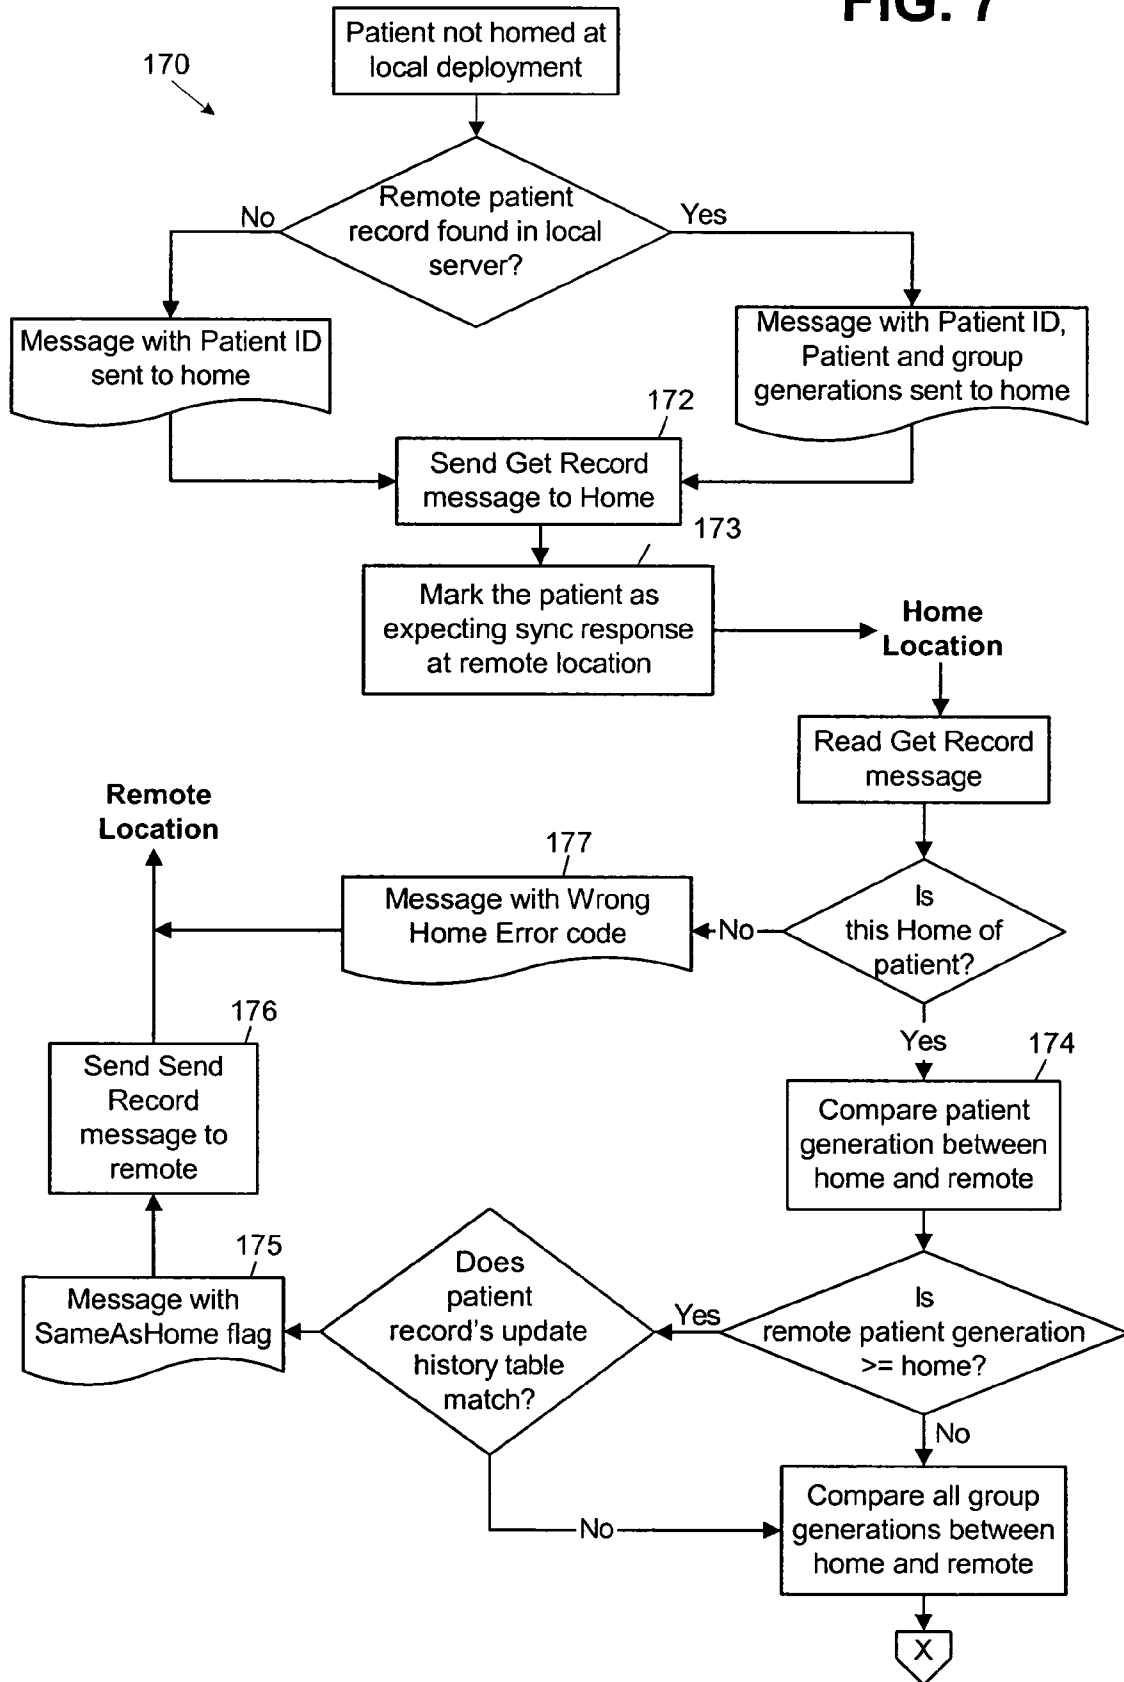 FIG. 7
Patient not homed at
local deployment
170
Remote patient
record found in local
server?
No
Yes
Message with Patient ID
sent to home
Message with Patient ID,
Patient and group
generations sent to home
172
Send Get Record
message to Home
173
Mark the patient as
expecting sync response
at remote location
Home
Location
Read Get Record
message
Remote
Location
177
Message with Wrong
Home Error code
No
Is
this Home of
patient?
176
Send Send
Record
message to
remote
Yes
174
Compare patient
generation between
home and remote
175
Message with
SameAsHome flag
Does
patient
record's update
history table
match?
Yes
Is
remote patient generation
>= home?
No
No
Compare all group
generations between
home and remote
X